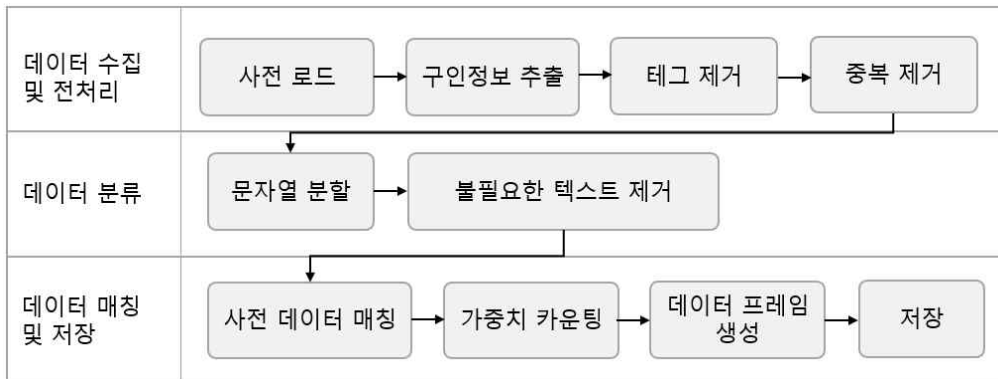 데이터 수집
및 전처리
사전 로드
구인정보 추출
테그 제거
중복 제거
데이터 분류
문자열 분할
불필요한 텍스트 제거
데이터 매칭
및 저장
사전 데이터 매칭
가중치 카운팅
데이터 프레임
생성
저장